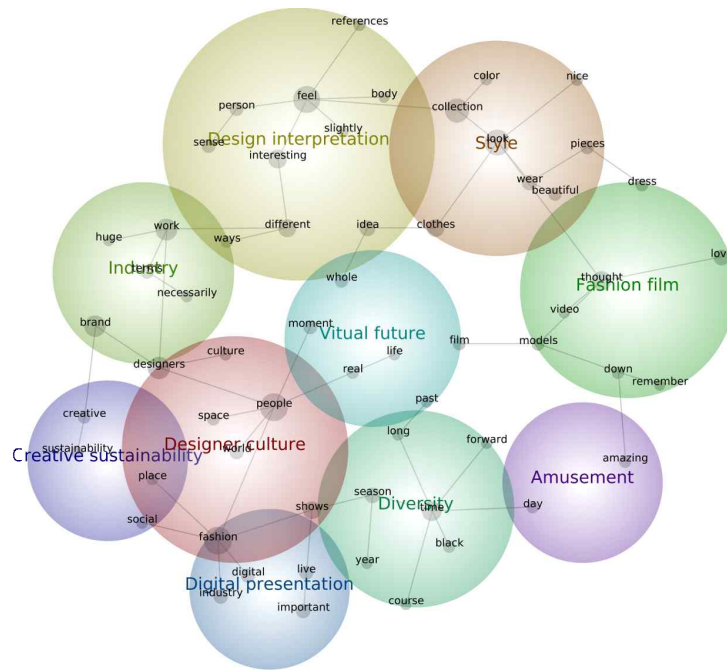 references
nice
color
feel
body
person
collection
slightly
look
Design interpretation
Style
sense
pieces
interesting
wear
dress
beautiful
work
different
idea
clothes
huge
ways
love
Industry
terms
whole
thought
Fashion film
necessarily
video
brand
moment
Vitual future
film
models
culture
life
designers
real
down
remember
people
past
creative
space
long
forward
Designer culture
sustainability
world
Creative sustainability
amazing
place
season
Amusement
Diversity
shows
time
day
social
fashion
black
year
digital
live
Digital presentation
industry
course
important